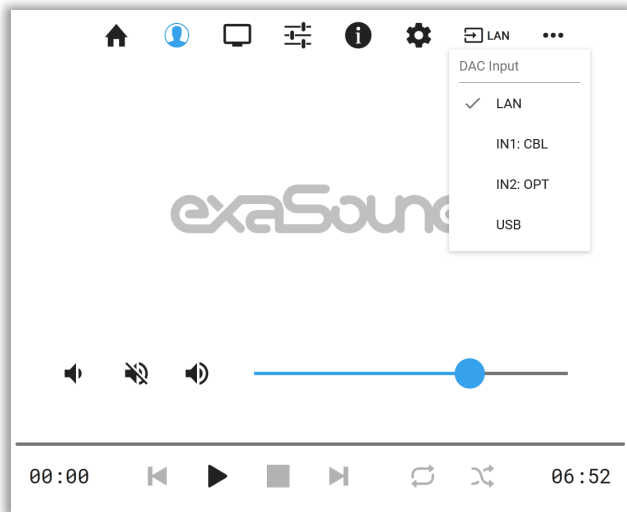 LAN
DAC Input
LAN
IN1: CBL
IN2: OPT
USB
exaSound
00:00
06:52